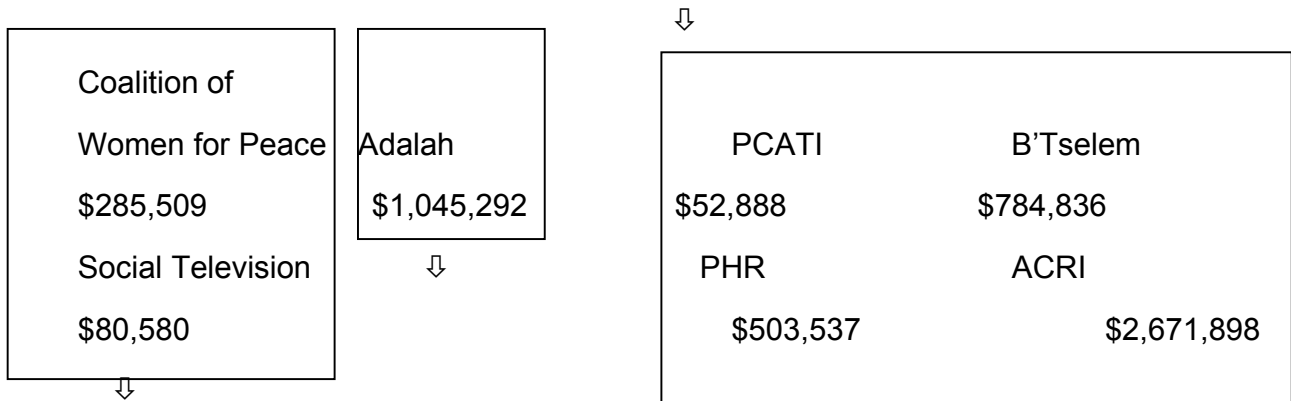 ⇩
Coalition of
Women for Peace
$285,509
Social Television
$80,580
⇩
Adalah
$1,045,292
⇩
PCATI B’Tselem
$52,888 $784,836
PHR ACRI
$503,537 $2,671,898